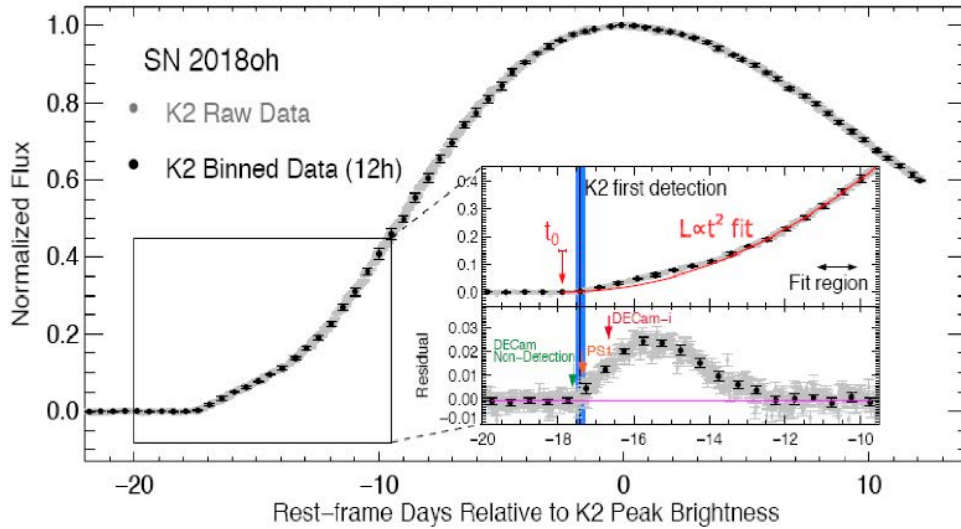 SN 2018oh
K2 Raw Data
K2 Binned Data (12h)
Normalized Flux
1.0
0.8
0.6
0.4
0.2
0.0
−20
−10
0
10
Rest−frame Days Relative to K2 Peak Brightness
K2 first detection
t₀
L∝t² fit
Fit region
0.4
0.3
0.2
0.1
0.0
DECam−i
DECam
Non−Detection
PS1
Residual
0.03
0.02
0.01
0.00
−0.01
−20
−18
−16
−14
−12
−10